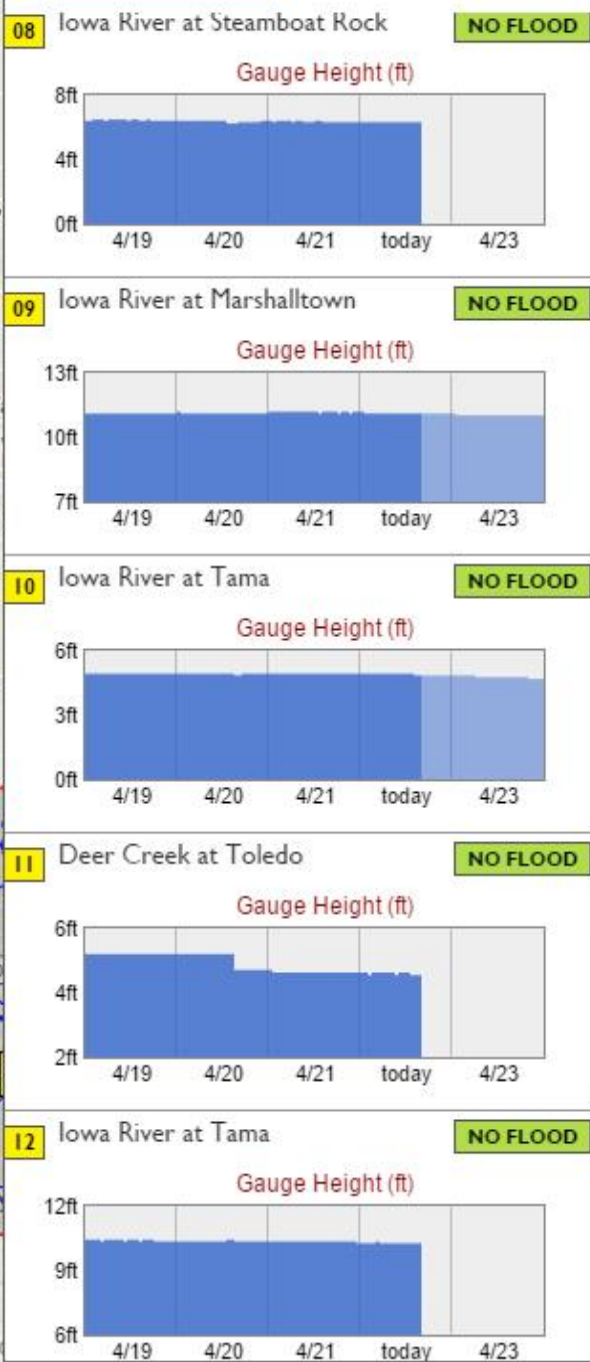 08 Iowa River at Steamboat Rock NO FLOOD
Gauge Height (ft)
8ft
4ft
0ft
4/19 4/20 4/21 today 4/23
09 Iowa River at Marshalltown NO FLOOD
Gauge Height (ft)
13ft
10ft
7ft
4/19 4/20 4/21 today 4/23
10 Iowa River at Tama NO FLOOD
Gauge Height (ft)
6ft
3ft
0ft
4/19 4/20 4/21 today 4/23
11 Deer Creek at Toledo NO FLOOD
Gauge Height (ft)
6ft
4ft
2ft
4/19 4/20 4/21 today 4/23
12 Iowa River at Tama NO FLOOD
Gauge Height (ft)
12ft
9ft
6ft
4/19 4/20 4/21 today 4/23